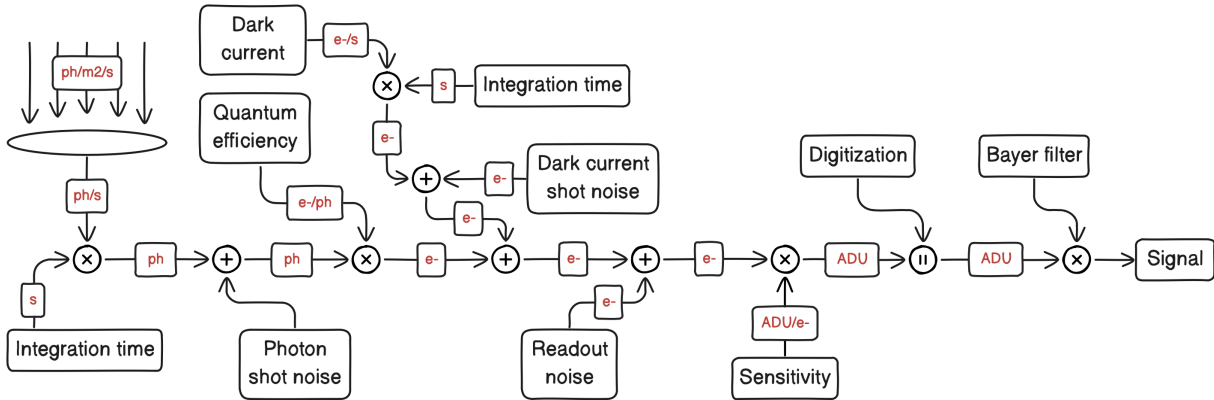 Dark
current
e-/s
ph/m2/s
s
Integration time
Quantum
efficiency
e-
Digitization
Bayer filter
Dark current
shot noise
e-
ph/s
e-/ph
e-
ph
ph
e-
e-
e-
ADU
ADU
Signal
s
e-
ADU/e-
Integration time
Photon
shot noise
Readout
noise
Sensitivity